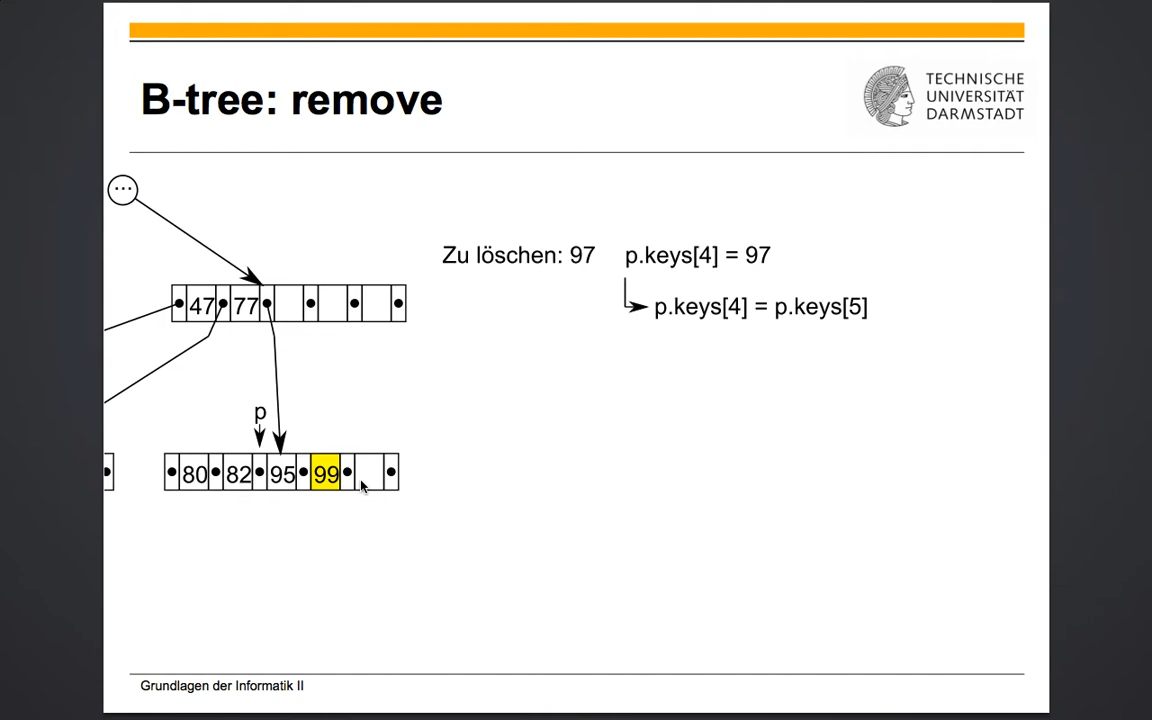 B-tree: remove
TECHNISCHE
UNIVERSITÄT
DARMSTADT
...
Zu löschen: 97 p.keys[4] = 97
p.keys[4] = p.keys[5]
47 77
p
80 82 95 99
Grundlagen der Informatik II